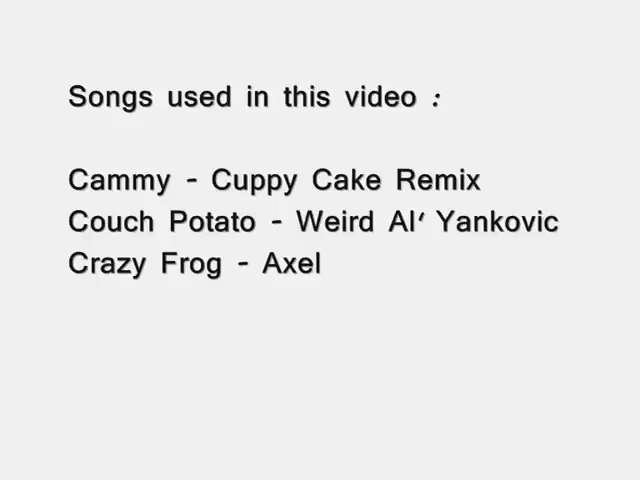 Songs used in this video :
Cammy - Cuppy Cake Remix
Couch Potato - Weird Al' Yankovic
Crazy Frog - Axel